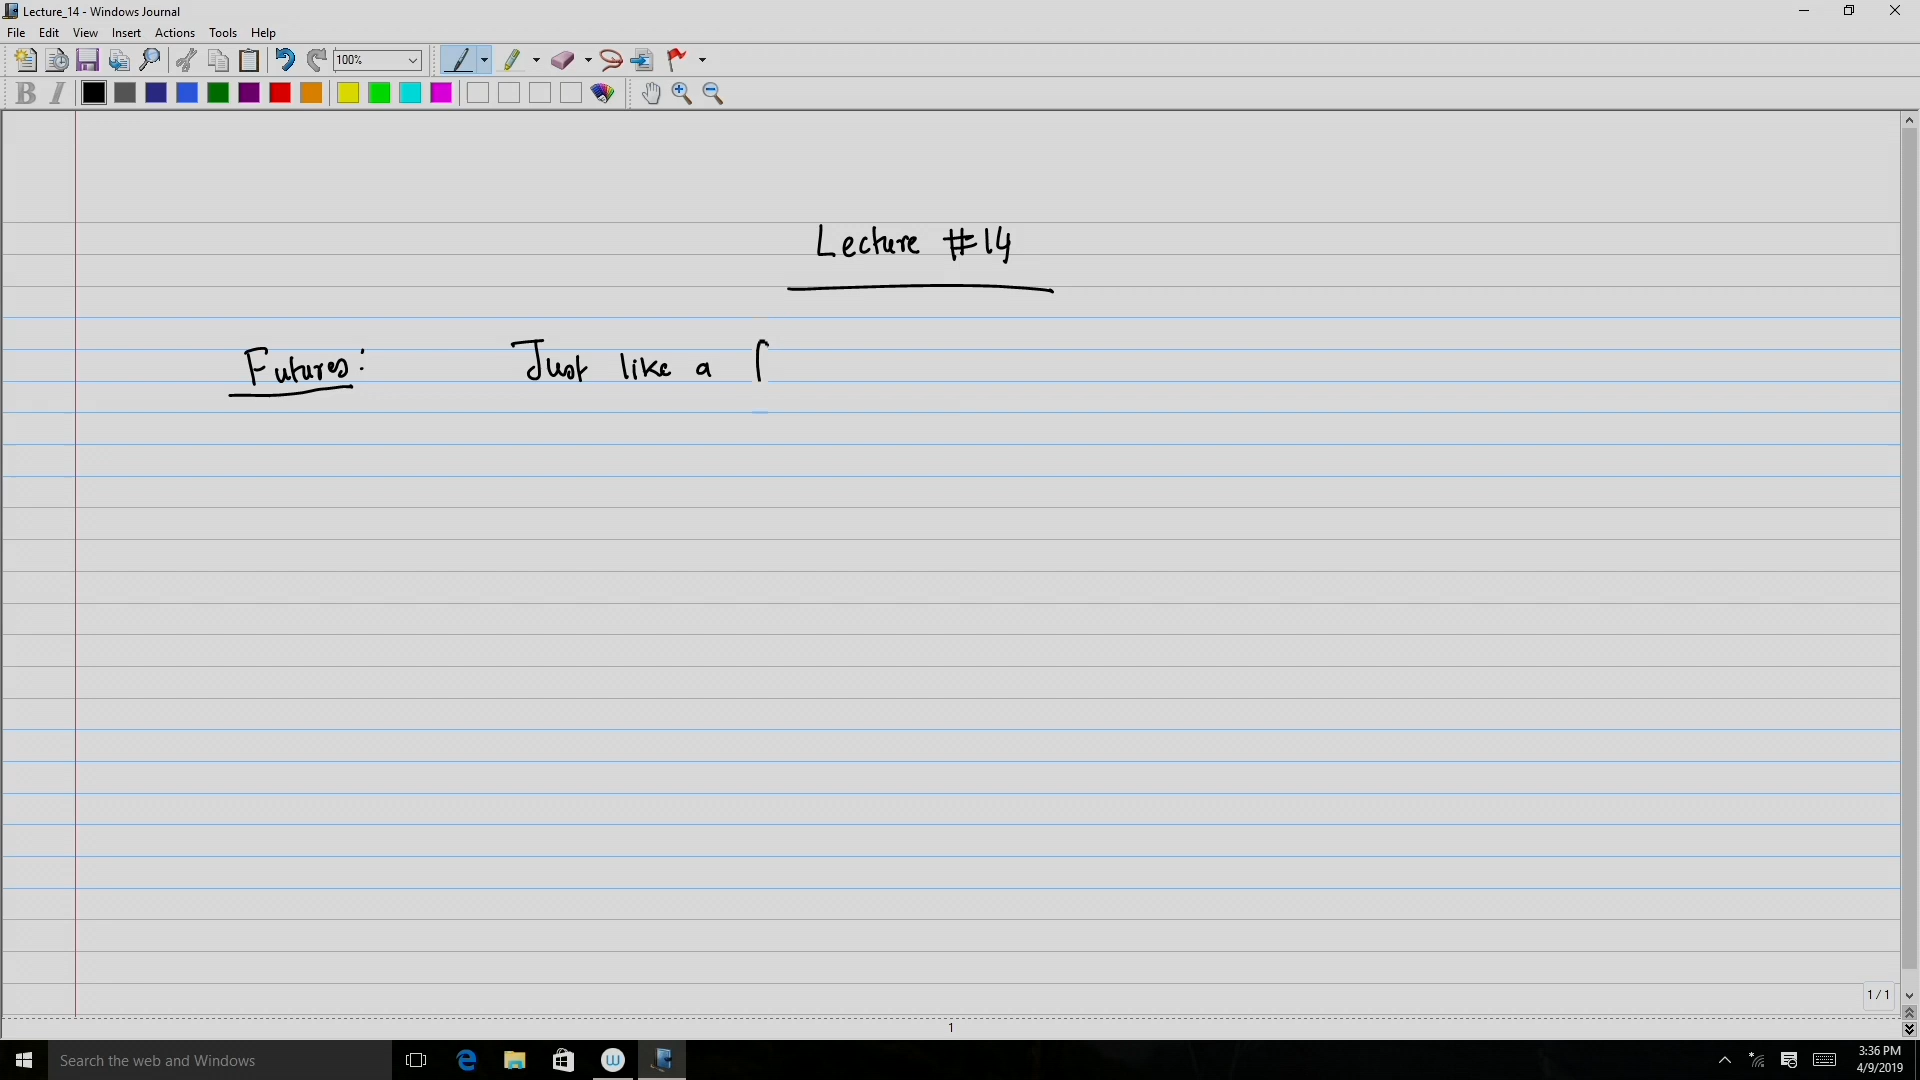 Lecture_14 - Windows Journal
File Edit View Insert Actions Tools Help
100%
B I
Lecture #14
Futures: Just like a
1 / 1
1
Search the web and Windows
3:36 PM
4/9/2019